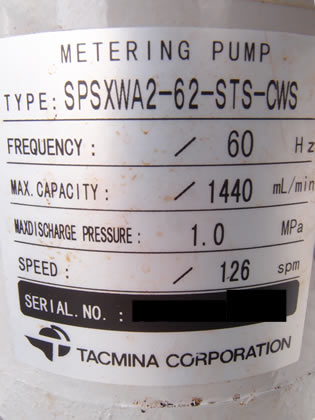 METERING PUMP
TYPE: SPSXWA2-62-STS-CWS
FREQUENCY: / 60 Hz
MAX. CAPACITY: / 1440 mL/min
MAXDISCHARGE PRESSURE: 1.0 MPa
SPEED: / 126 spm
SERIAL. NO. :
TACMINA CORPORATION